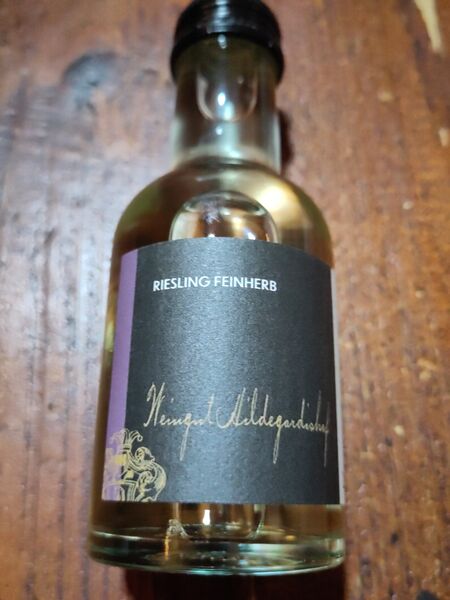 RIESLING FEINHERB
Weingut Hildegardishof